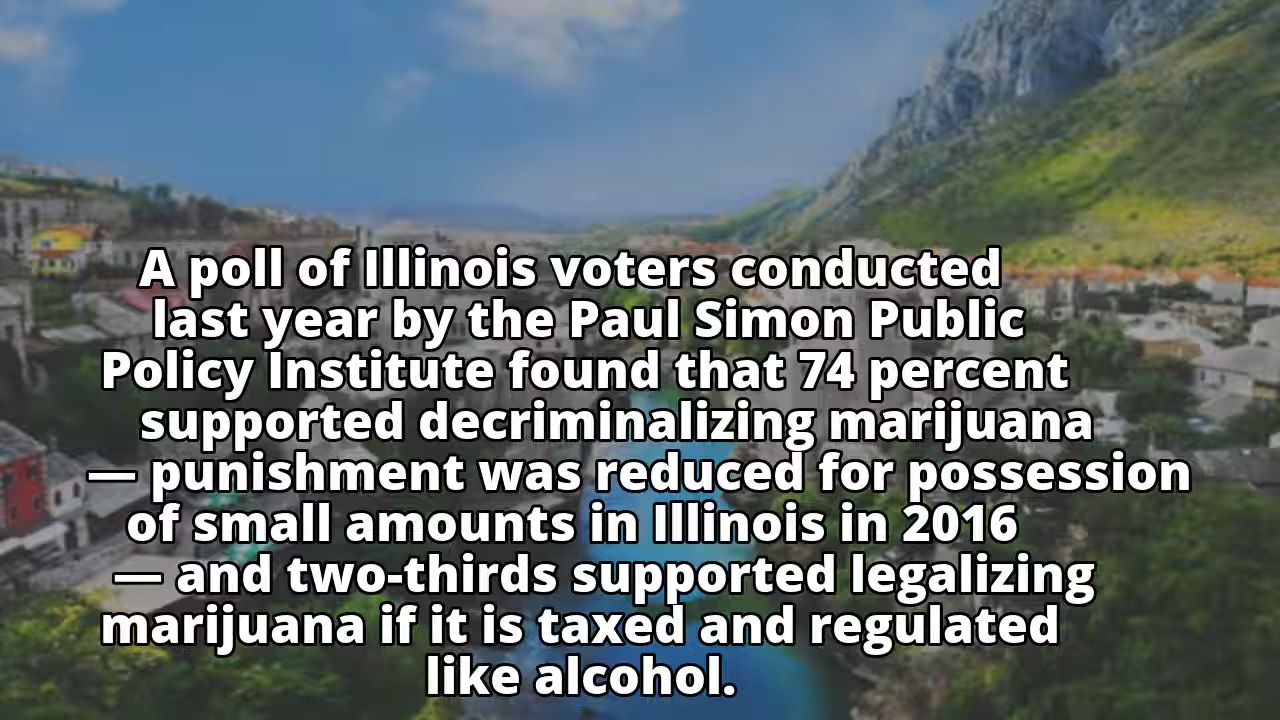 A poll of Illinois voters conducted
last year by the Paul Simon Public
Policy Institute found that 74 percent
supported decriminalizing marijuana
— punishment was reduced for possession
of small amounts in Illinois in 2016
— and two-thirds supported legalizing
marijuana if it is taxed and regulated
like alcohol.